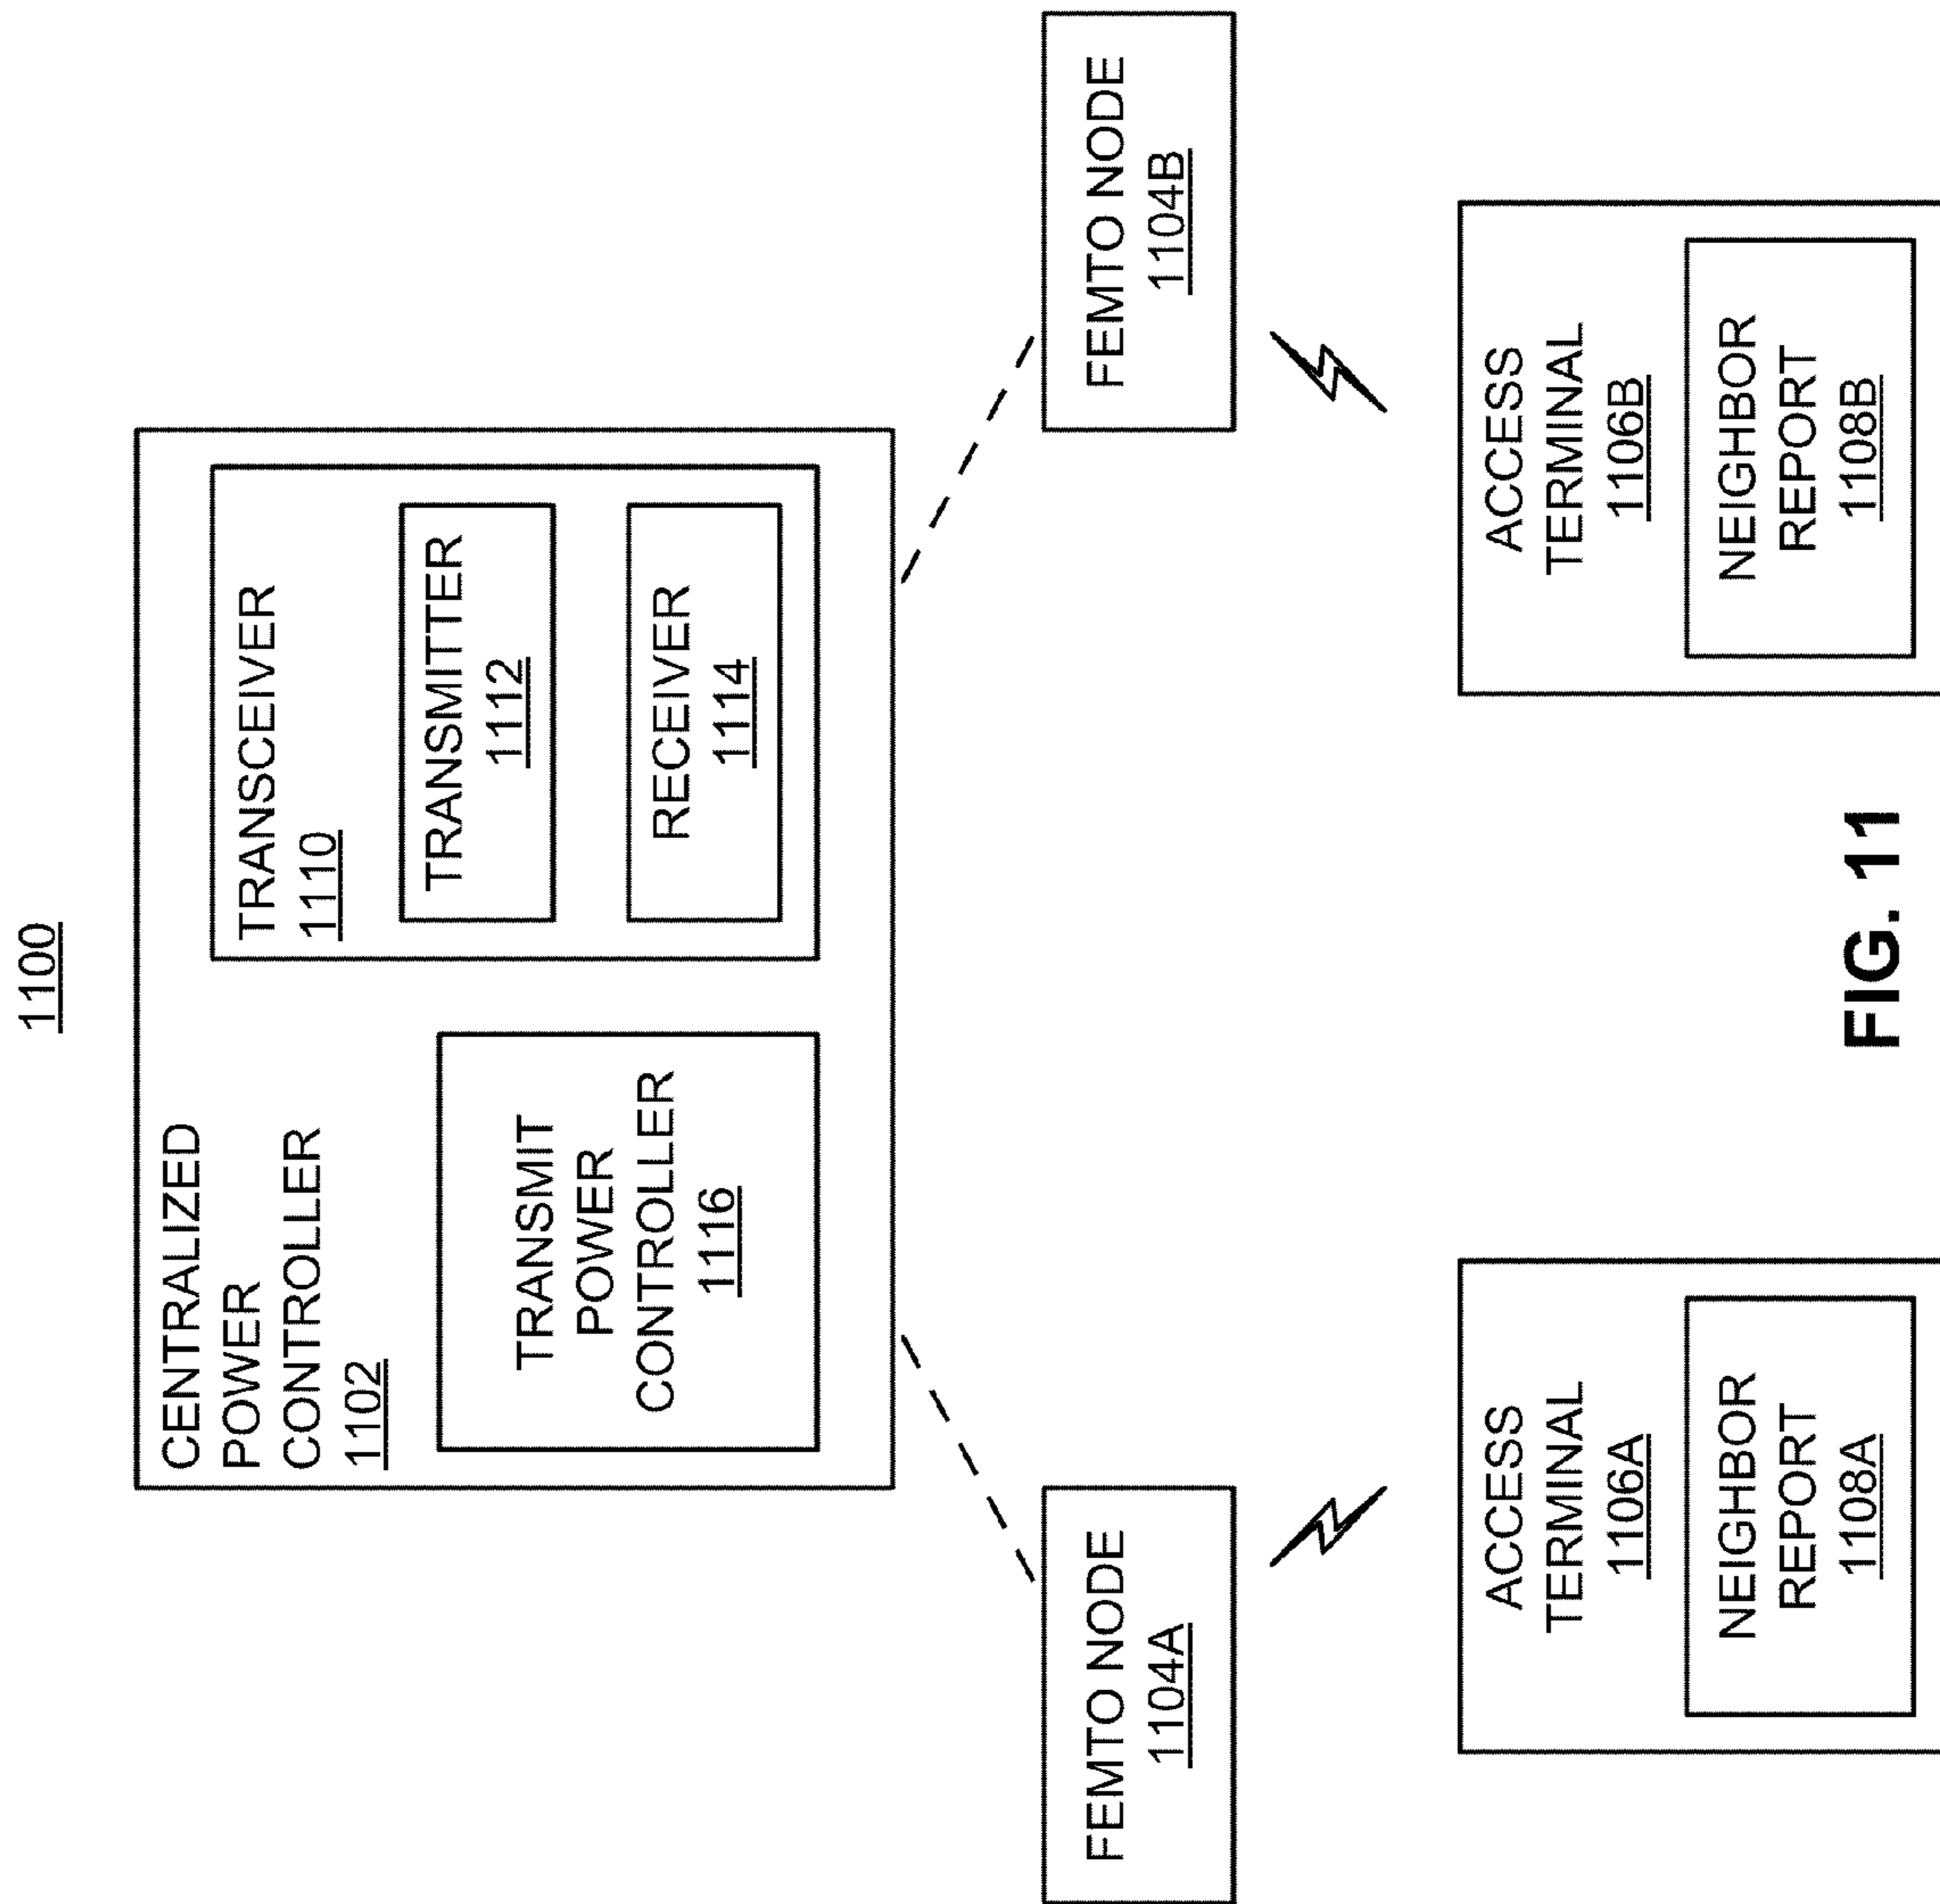 1100
CENTRALIZED
POWER
CONTROLLER
1102
TRANSMIT
POWER
CONTROLLER
1116
TRANSCEIVER
1110
TRANSMITTER
1112
RECEIVER
1114
FEMTO NODE
1104A
FEMTO NODE
1104B
ACCESS
TERMINAL
1106A
NEIGHBOR
REPORT
1108A
ACCESS
TERMINAL
1106B
NEIGHBOR
REPORT
1108B
FIG. 11